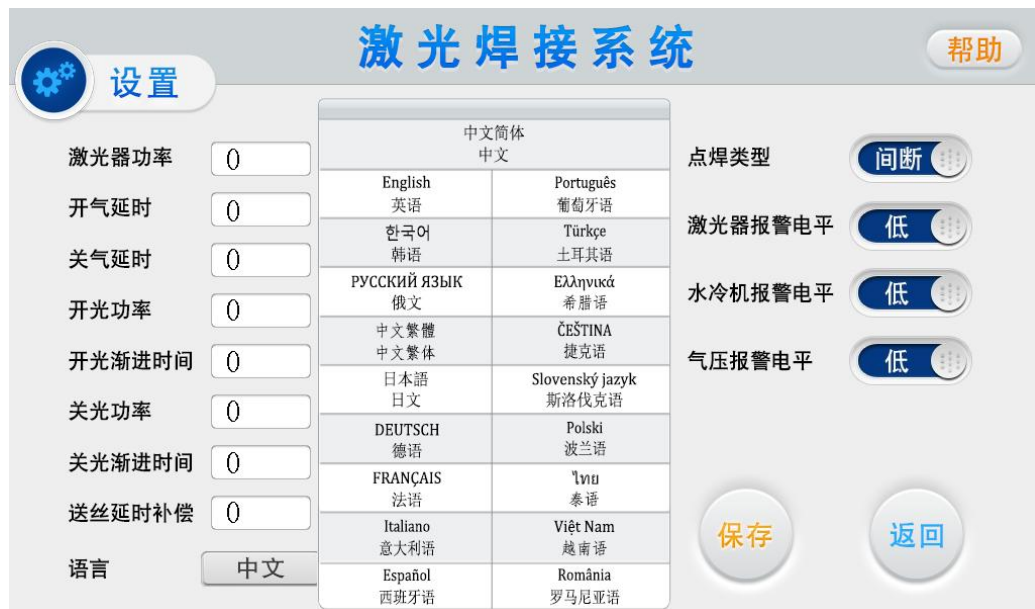 激光焊接系统
帮助
设置
激光器功率 0
开气延时 0
关气延时 0
开光功率 0
开光渐进时间 0
关光功率 0
关光渐进时间 0
送丝延时补偿 0
语言 中文
中文简体
中文
English
英语
Português
葡萄牙语
한국어
韩语
Türkçe
土耳其语
РУССКИЙ ЯЗЫК
俄文
Ελληνικά
希腊语
中文繁體
中文繁体
ČEŠTINA
捷克语
日本語
日文
Slovenský jazyk
斯洛伐克语
DEUTSCH
德语
Polski
波兰语
FRANÇAIS
法语
ไทย
泰语
Italiano
意大利语
Việt Nam
越南语
Español
西班牙语
România
罗马尼亚语
点焊类型 间断
激光器报警电平 低
水冷机报警电平 低
气压报警电平 低
保存
返回